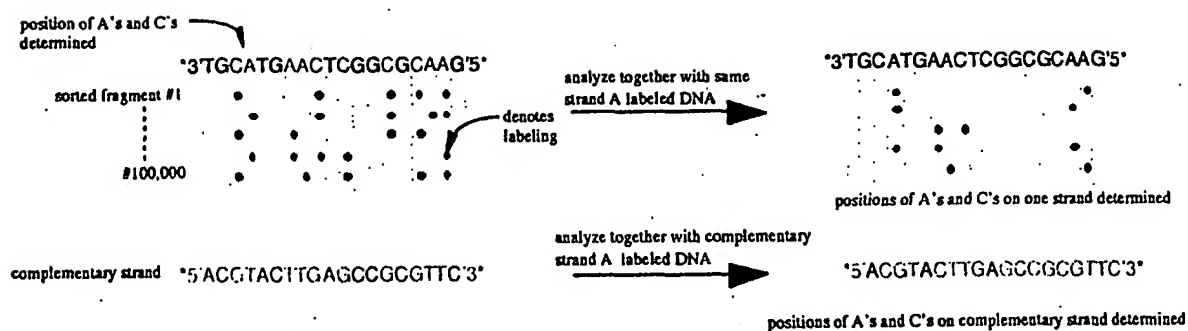 position of A's and C's
determined
"3'TGCATGAACTCGGCGCAAG'5"
sorted fragment #1
#100,000
denotes
labeling
analyze together with same
strand A labeled DNA
"3'TGCATGAACTCGGCGCAAG'5"
positions of A's and C's on one strand determined
complementary strand
"5'ACGTACTTGAGCCGCGTTC'3"
analyze together with complementary
strand A labeled DNA
"5'ACGTACTTGAGCCGCGTTC'3"
positions of A's and C's on complementary strand determined